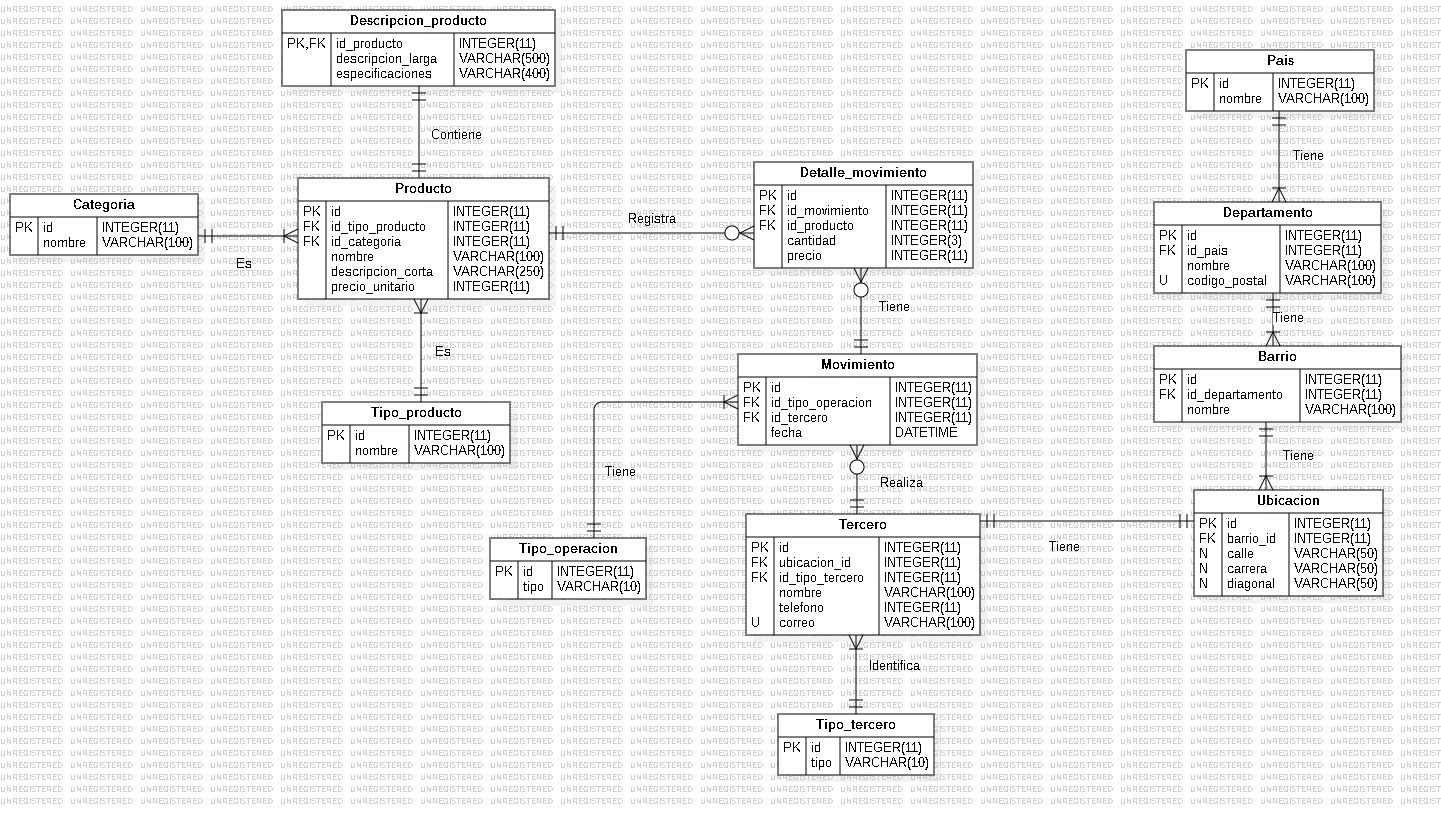 Descripcion_producto
PK,FK id_producto INTEGER(11)
descripcion_larga VARCHAR(500)
especificaciones VARCHAR(400)
Contiene
Pais
PK id INTEGER(11)
nombre VARCHAR(100)
Tiene
Categoria
PK id INTEGER(11)
nombre VARCHAR(100)
Es
Producto
PK id INTEGER(11)
FK id_tipo_producto INTEGER(11)
FK id_categoria INTEGER(11)
nombre VARCHAR(100)
descripcion_corta VARCHAR(250)
precio_unitario INTEGER(11)
Registra
Detalle_movimiento
PK id INTEGER(11)
FK id_movimiento INTEGER(11)
FK id_producto INTEGER(11)
cantidad INTEGER(3)
precio INTEGER(11)
Tiene
Departamento
PK id INTEGER(11)
FK id_pais INTEGER(11)
nombre VARCHAR(100)
U codigo_postal VARCHAR(100)
Tiene
Es
Tipo_producto
PK id INTEGER(11)
nombre VARCHAR(100)
Movimiento
PK id INTEGER(11)
FK id_tipo_operacion INTEGER(11)
FK id_tercero INTEGER(11)
fecha DATETIME
Barrio
PK id INTEGER(11)
FK id_departamento INTEGER(11)
nombre VARCHAR(100)
Tiene
Tiene
Realiza
Tipo_operacion
PK id INTEGER(11)
tipo VARCHAR(10)
Tercero
PK id INTEGER(11)
FK ubicacion_id INTEGER(11)
FK id_tipo_tercero INTEGER(11)
nombre VARCHAR(100)
telefono INTEGER(11)
U correo VARCHAR(100)
Tiene
Ubicacion
PK id INTEGER(11)
FK barrio_id INTEGER(11)
N calle VARCHAR(50)
N carrera VARCHAR(50)
N diagonal VARCHAR(50)
Identifica
Tipo_tercero
PK id INTEGER(11)
tipo VARCHAR(10)
UNREGISTERED